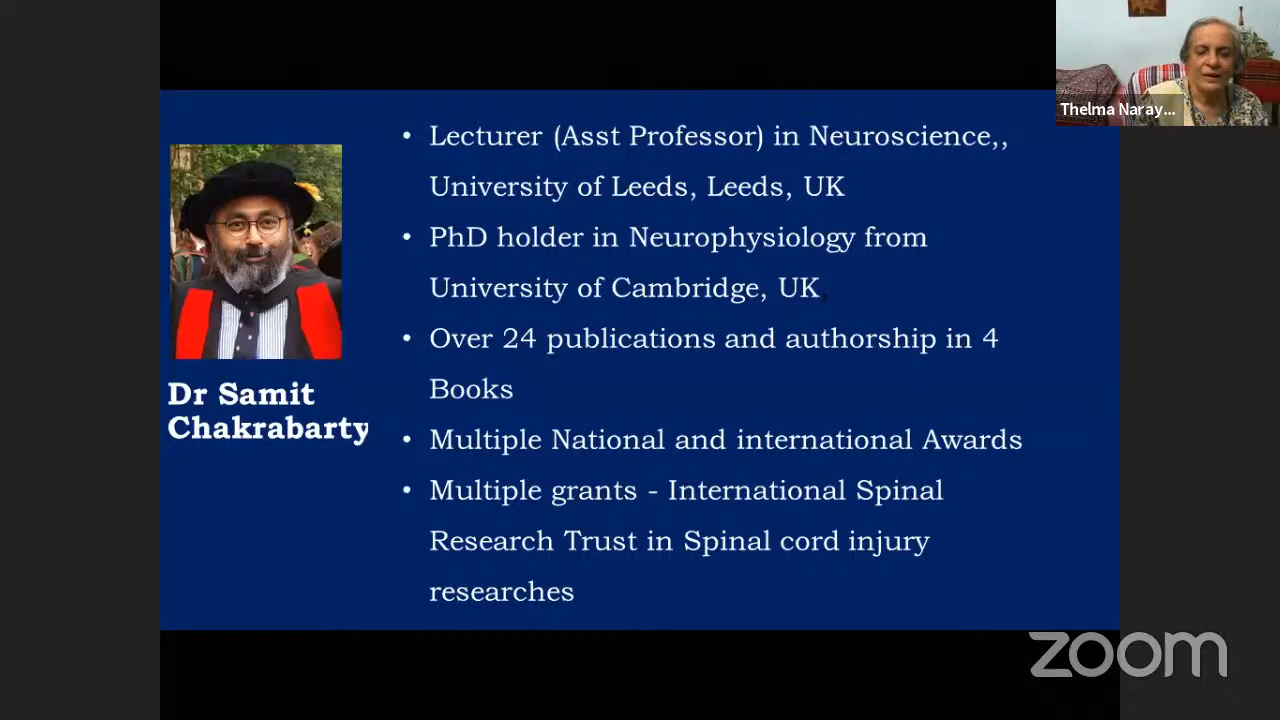 Thelma Naray...
• Lecturer (Asst Professor) in Neuroscience,,
University of Leeds, Leeds, UK
• PhD holder in Neurophysiology from
University of Cambridge, UK,
• Over 24 publications and authorship in 4
Books
• Multiple National and international Awards
• Multiple grants - International Spinal
Research Trust in Spinal cord injury
researches
Dr Samit
Chakrabarty
zoom